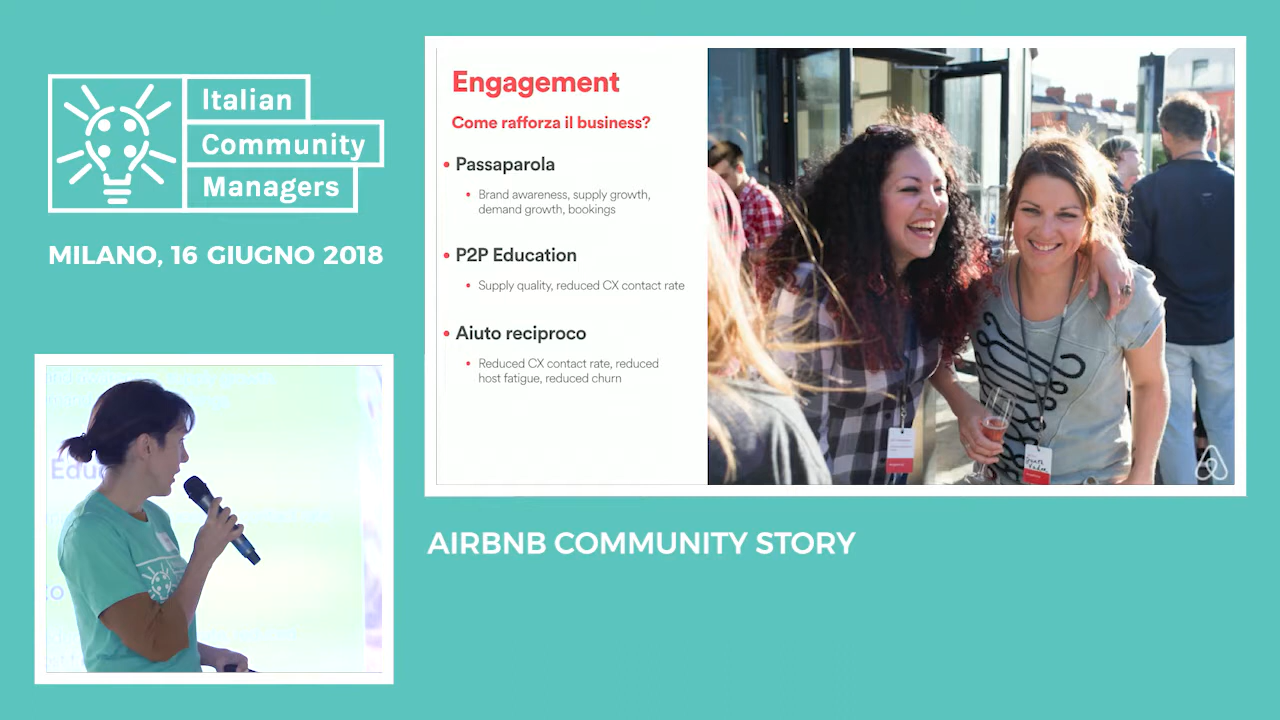 Italian
Community
Managers
MILANO, 16 GIUGNO 2018
Engagement
Come rafforza il business?
Passaparola
Brand awareness, supply growth,
demand growth, bookings
P2P Education
Supply quality, reduced CX contact rate
Aiuto reciproco
Reduced CX contact rate, reduced
host fatigue, reduced churn
AIRBNB COMMUNITY STORY